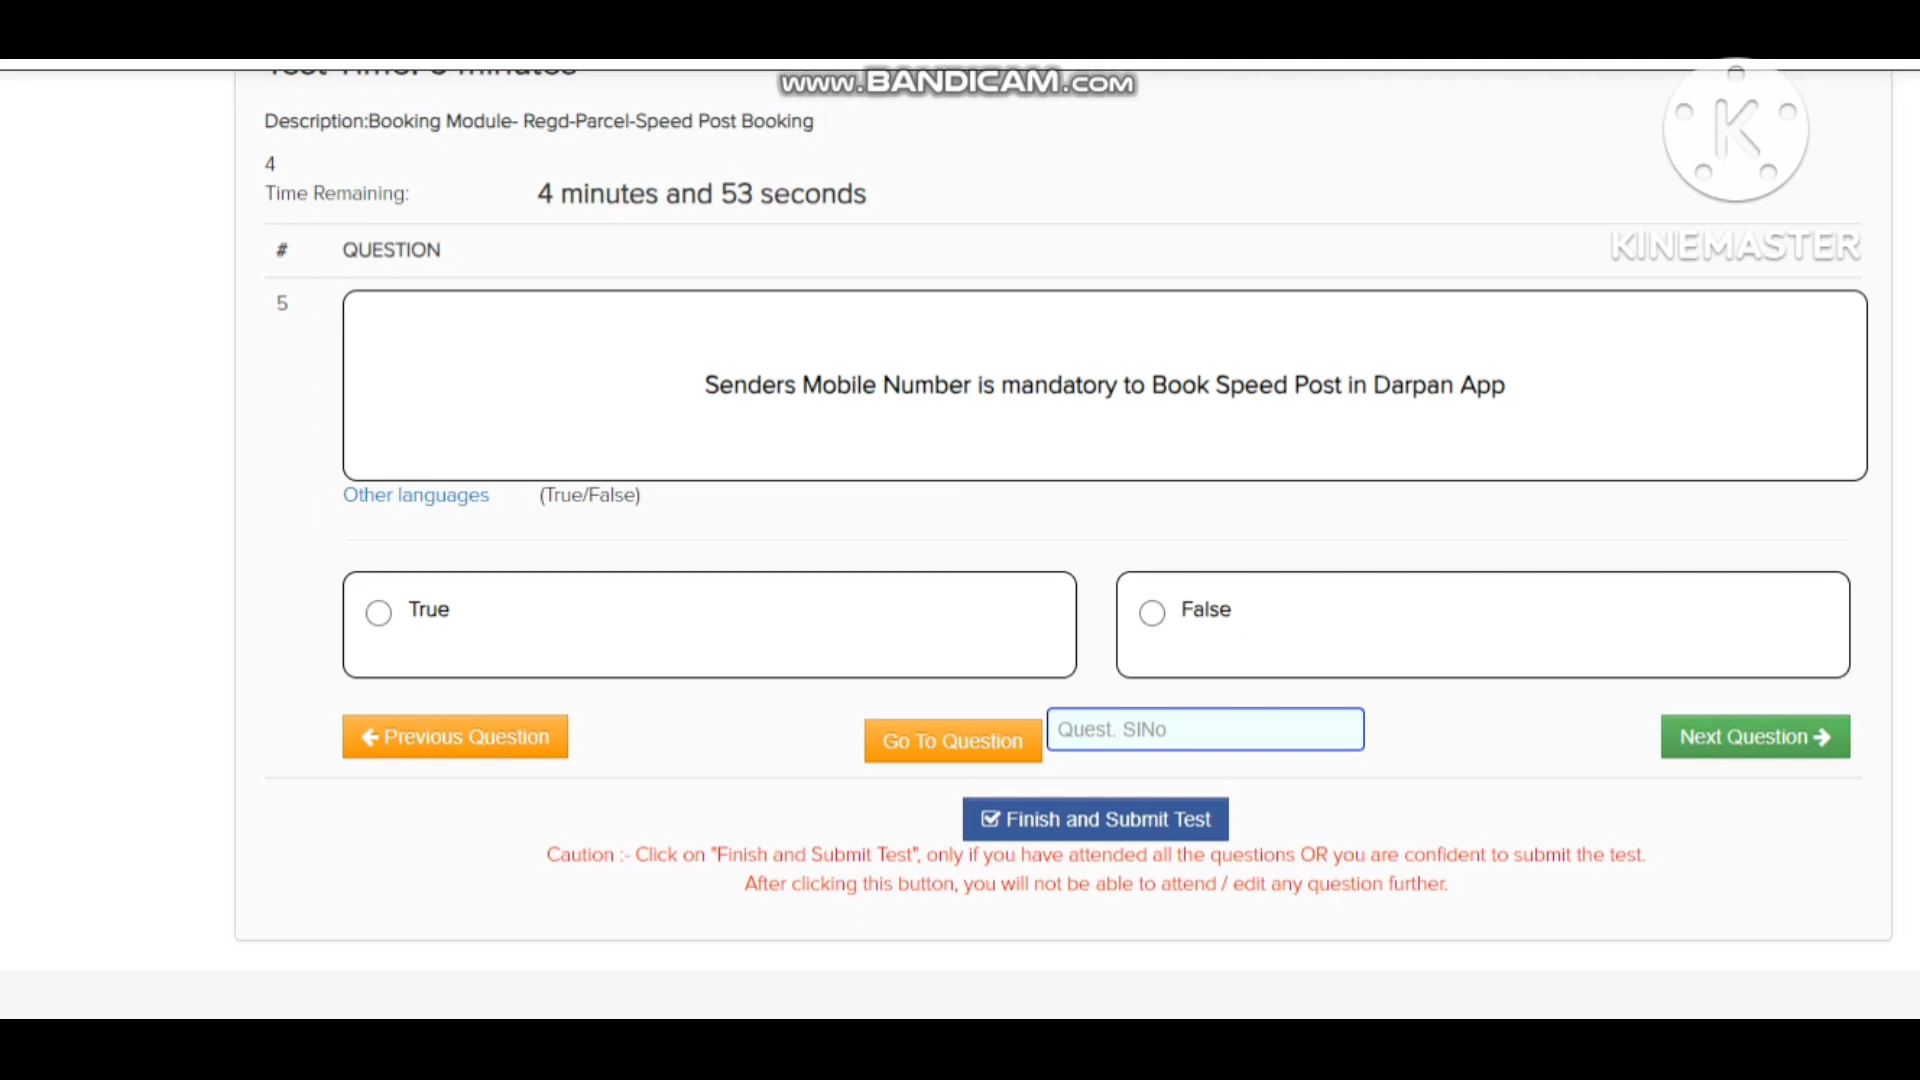 www.BANDICAM.com
Description:Booking Module- Regd-Parcel-Speed Post Booking
4
Time Remaining: 4 minutes and 53 seconds
# QUESTION
KINEMASTER
5
Senders Mobile Number is mandatory to Book Speed Post in Darpan App
Other languages (True/False)
True False
Previous Question Go To Question Quest. SlNo Next Question
Finish and Submit Test
Caution :- Click on "Finish and Submit Test", only if you have attended all the questions OR you are confident to submit the test.
After clicking this button, you will not be able to attend / edit any question further.